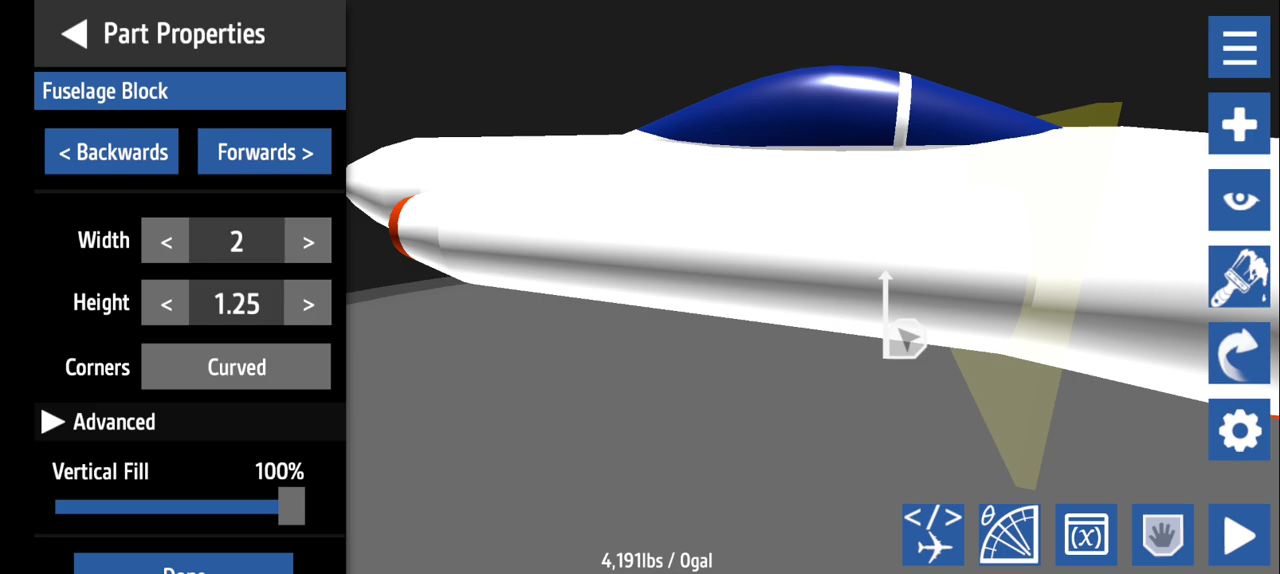 Part Properties
Fuselage Block
< Backwards
Forwards >
Width < 2 >
Height < 1.25 >
Corners Curved
Advanced
Vertical Fill 100%
Done
4,191lbs / 0gal
</> θ (x)